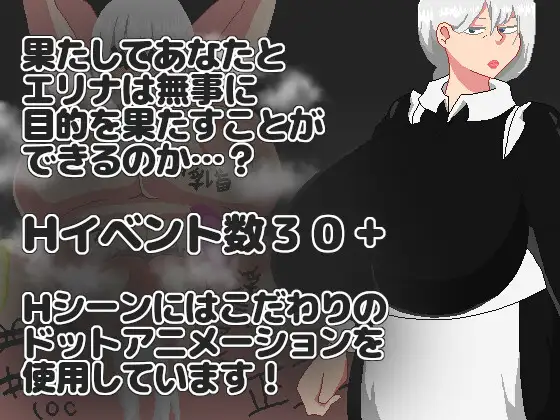 果たしてあなたと
エリナは無事に
目的を果たすことが
できるのか…？
Hイベント数３０＋
Hシーンにはこだわりの
ドットアニメーションを
使用しています！